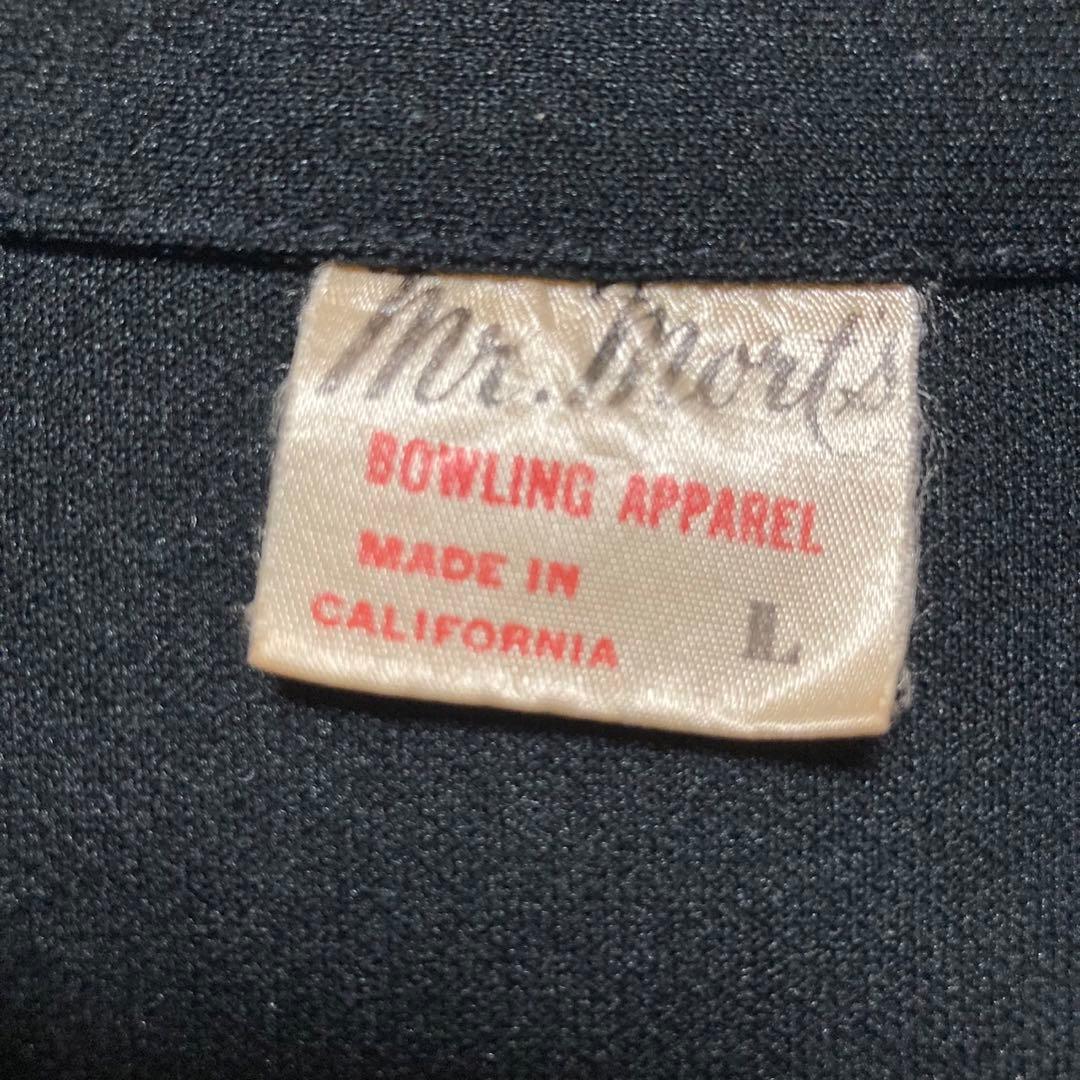 Mr. Mort's
BOWLING APPAREL
MADE IN
CALIFORNIA
L